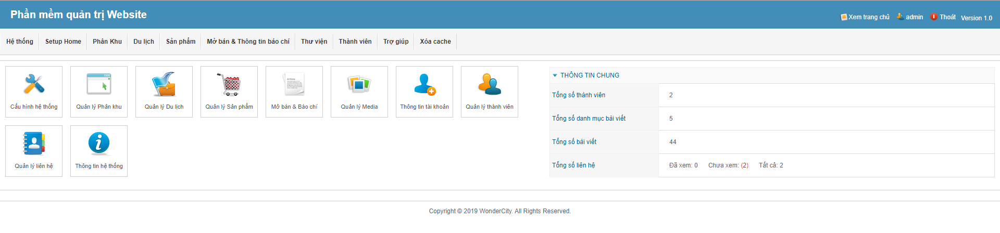 Phần mềm quản trị Website
Xem trang chủ admin Thoát Version 1.0
Hệ thống Setup Home Phân Khu Du lịch Sản phẩm Mở bán & Thông tin báo chí Thư viện Thành viên Trợ giúp Xóa cache
Cấu hình hệ thống Quản lý Phân khu Quản lý Du lịch Quản lý Sản phẩm Mở bán & Báo chí Quản lý Media Thông tin tài khoản Quản lý thành viên
Article
Quản lý liên hệ Thông tin hệ thống
THÔNG TIN CHUNG
Tổng số thành viên 2
Tổng số danh mục bài viết 5
Tổng số bài viết 44
Tổng số liên hệ Đã xem: 0 Chưa xem: (2) Tất cả: 2
Copyright © 2019 WonderCity. All Rights Reserved.